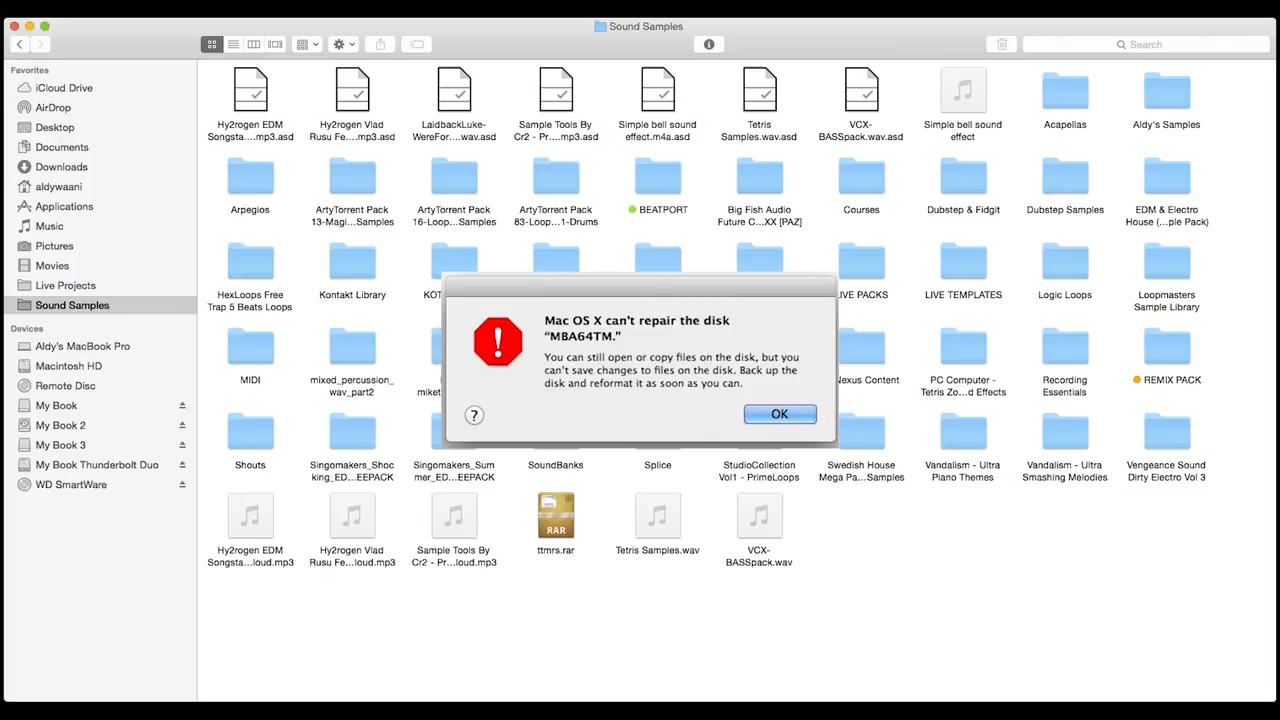 Sound Samples
Search
Favorites
iCloud Drive
AirDrop
Desktop
Documents
Downloads
aldywaani
Applications
Music
Pictures
Movies
Live Projects
Sound Samples
Devices
Aldy's MacBook Pro
Macintosh HD
Remote Disc
My Book
My Book 2
My Book 3
My Book Thunderbolt Duo
WD SmartWare
Hy2rogen EDM
Songsta....mp3.asd
Hy2rogen Vlad
Rusu Fe....mp3.asd
LaidbackLuke-
WereFor....wav.asd
Sample Tools By
Cr2 - Pr....mp3.asd
Simple bell sound
effect.m4a.asd
Tetris
Samples.wav.asd
VCX-
BASSpack.wav.asd
Simple bell sound
effect
Acapellas
Aldy's Samples
Arpegios
ArtyTorrent Pack
13-Magi...Samples
ArtyTorrent Pack
16-Loop...Samples
ArtyTorrent Pack
83-Loop...1-Drums
BEATPORT
Big Fish Audio
Future C...XX [PAZ]
Courses
Dubstep & Fidgit
Dubstep Samples
EDM & Electro
House (...ple Pack)
HexLoops Free
Trap 5 Beats Loops
Kontakt Library
KOT
LIVE PACKS
LIVE TEMPLATES
Logic Loops
Loopmasters
Sample Library
Mac OS X can't repair the disk
“MBA64TM.”
You can still open or copy files on the disk, but you
can't save changes to files on the disk. Back up the
disk and reformat it as soon as you can.
?
OK
MIDI
mixed_percussion_
wav_part2
miket
Nexus Content
PC Computer -
Tetris Zo...d Effects
Recording
Essentials
REMIX PACK
Shouts
Singomakers_Shoc
king_ED...EEPACK
Singomakers_Sum
mer_ED...EEPACK
SoundBanks
Splice
StudioCollection
Vol1 - PrimeLoops
Swedish House
Mega Pa...Samples
Vandalism - Ultra
Piano Themes
Vandalism - Ultra
Smashing Melodies
Vengeance Sound
Dirty Electro Vol 3
Hy2rogen EDM
Songsta...loud.mp3
Hy2rogen Vlad
Rusu Fe...loud.mp3
Sample Tools By
Cr2 - Pr...loud.mp3
RAR
ttmrs.rar
Tetris Samples.wav
VCX-
BASSpack.wav